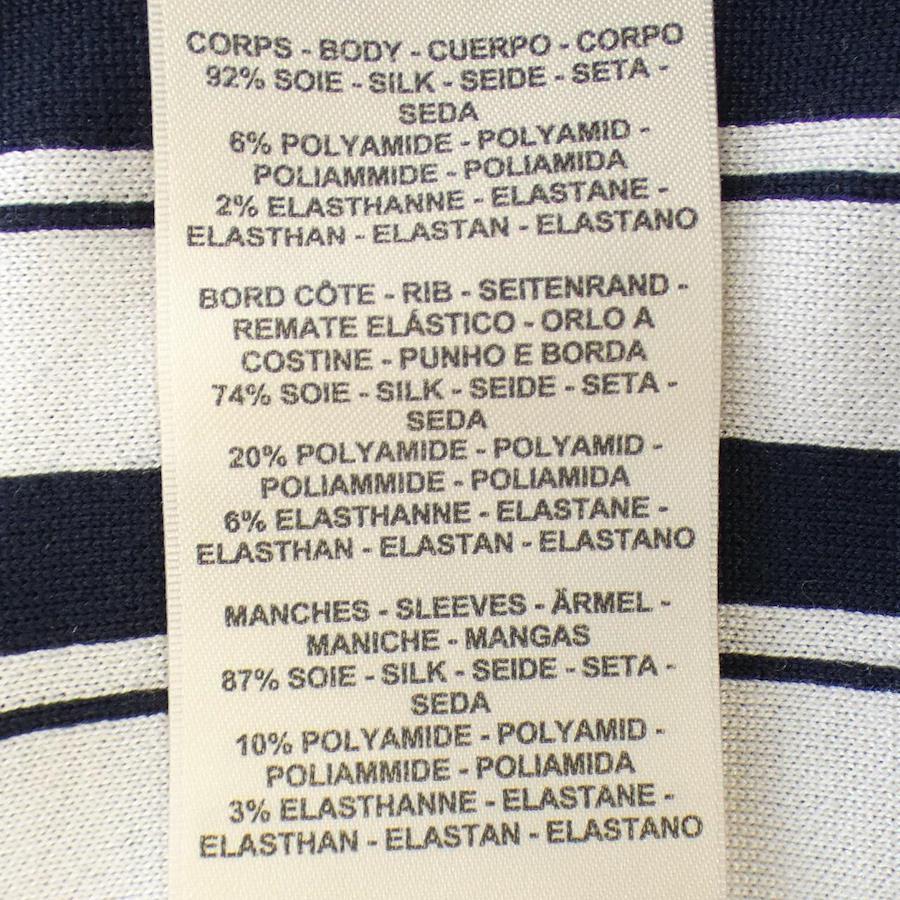 CORPS - BODY - CUERPO - CORPO
92% SOIE - SILK - SEIDE - SETA -
SEDA
6% POLYAMIDE - POLYAMID -
POLIAMMIDE - POLIAMIDA
2% ELASTHANNE - ELASTANE -
ELASTHAN - ELASTAN - ELASTANO
BORD CÔTE - RIB - SEITENRAND -
REMATE ELÁSTICO - ORLO A
COSTINE - PUNHO E BORDA
74% SOIE - SILK - SEIDE - SETA -
SEDA
20% POLYAMIDE - POLYAMID -
POLIAMMIDE - POLIAMIDA
6% ELASTHANNE - ELASTANE -
ELASTHAN - ELASTAN - ELASTANO
MANCHES - SLEEVES - ÄRMEL -
MANICHE - MANGAS
87% SOIE - SILK - SEIDE - SETA -
SEDA
10% POLYAMIDE - POLYAMID -
POLIAMMIDE - POLIAMIDA
3% ELASTHANNE - ELASTANE -
ELASTHAN - ELASTAN - ELASTANO